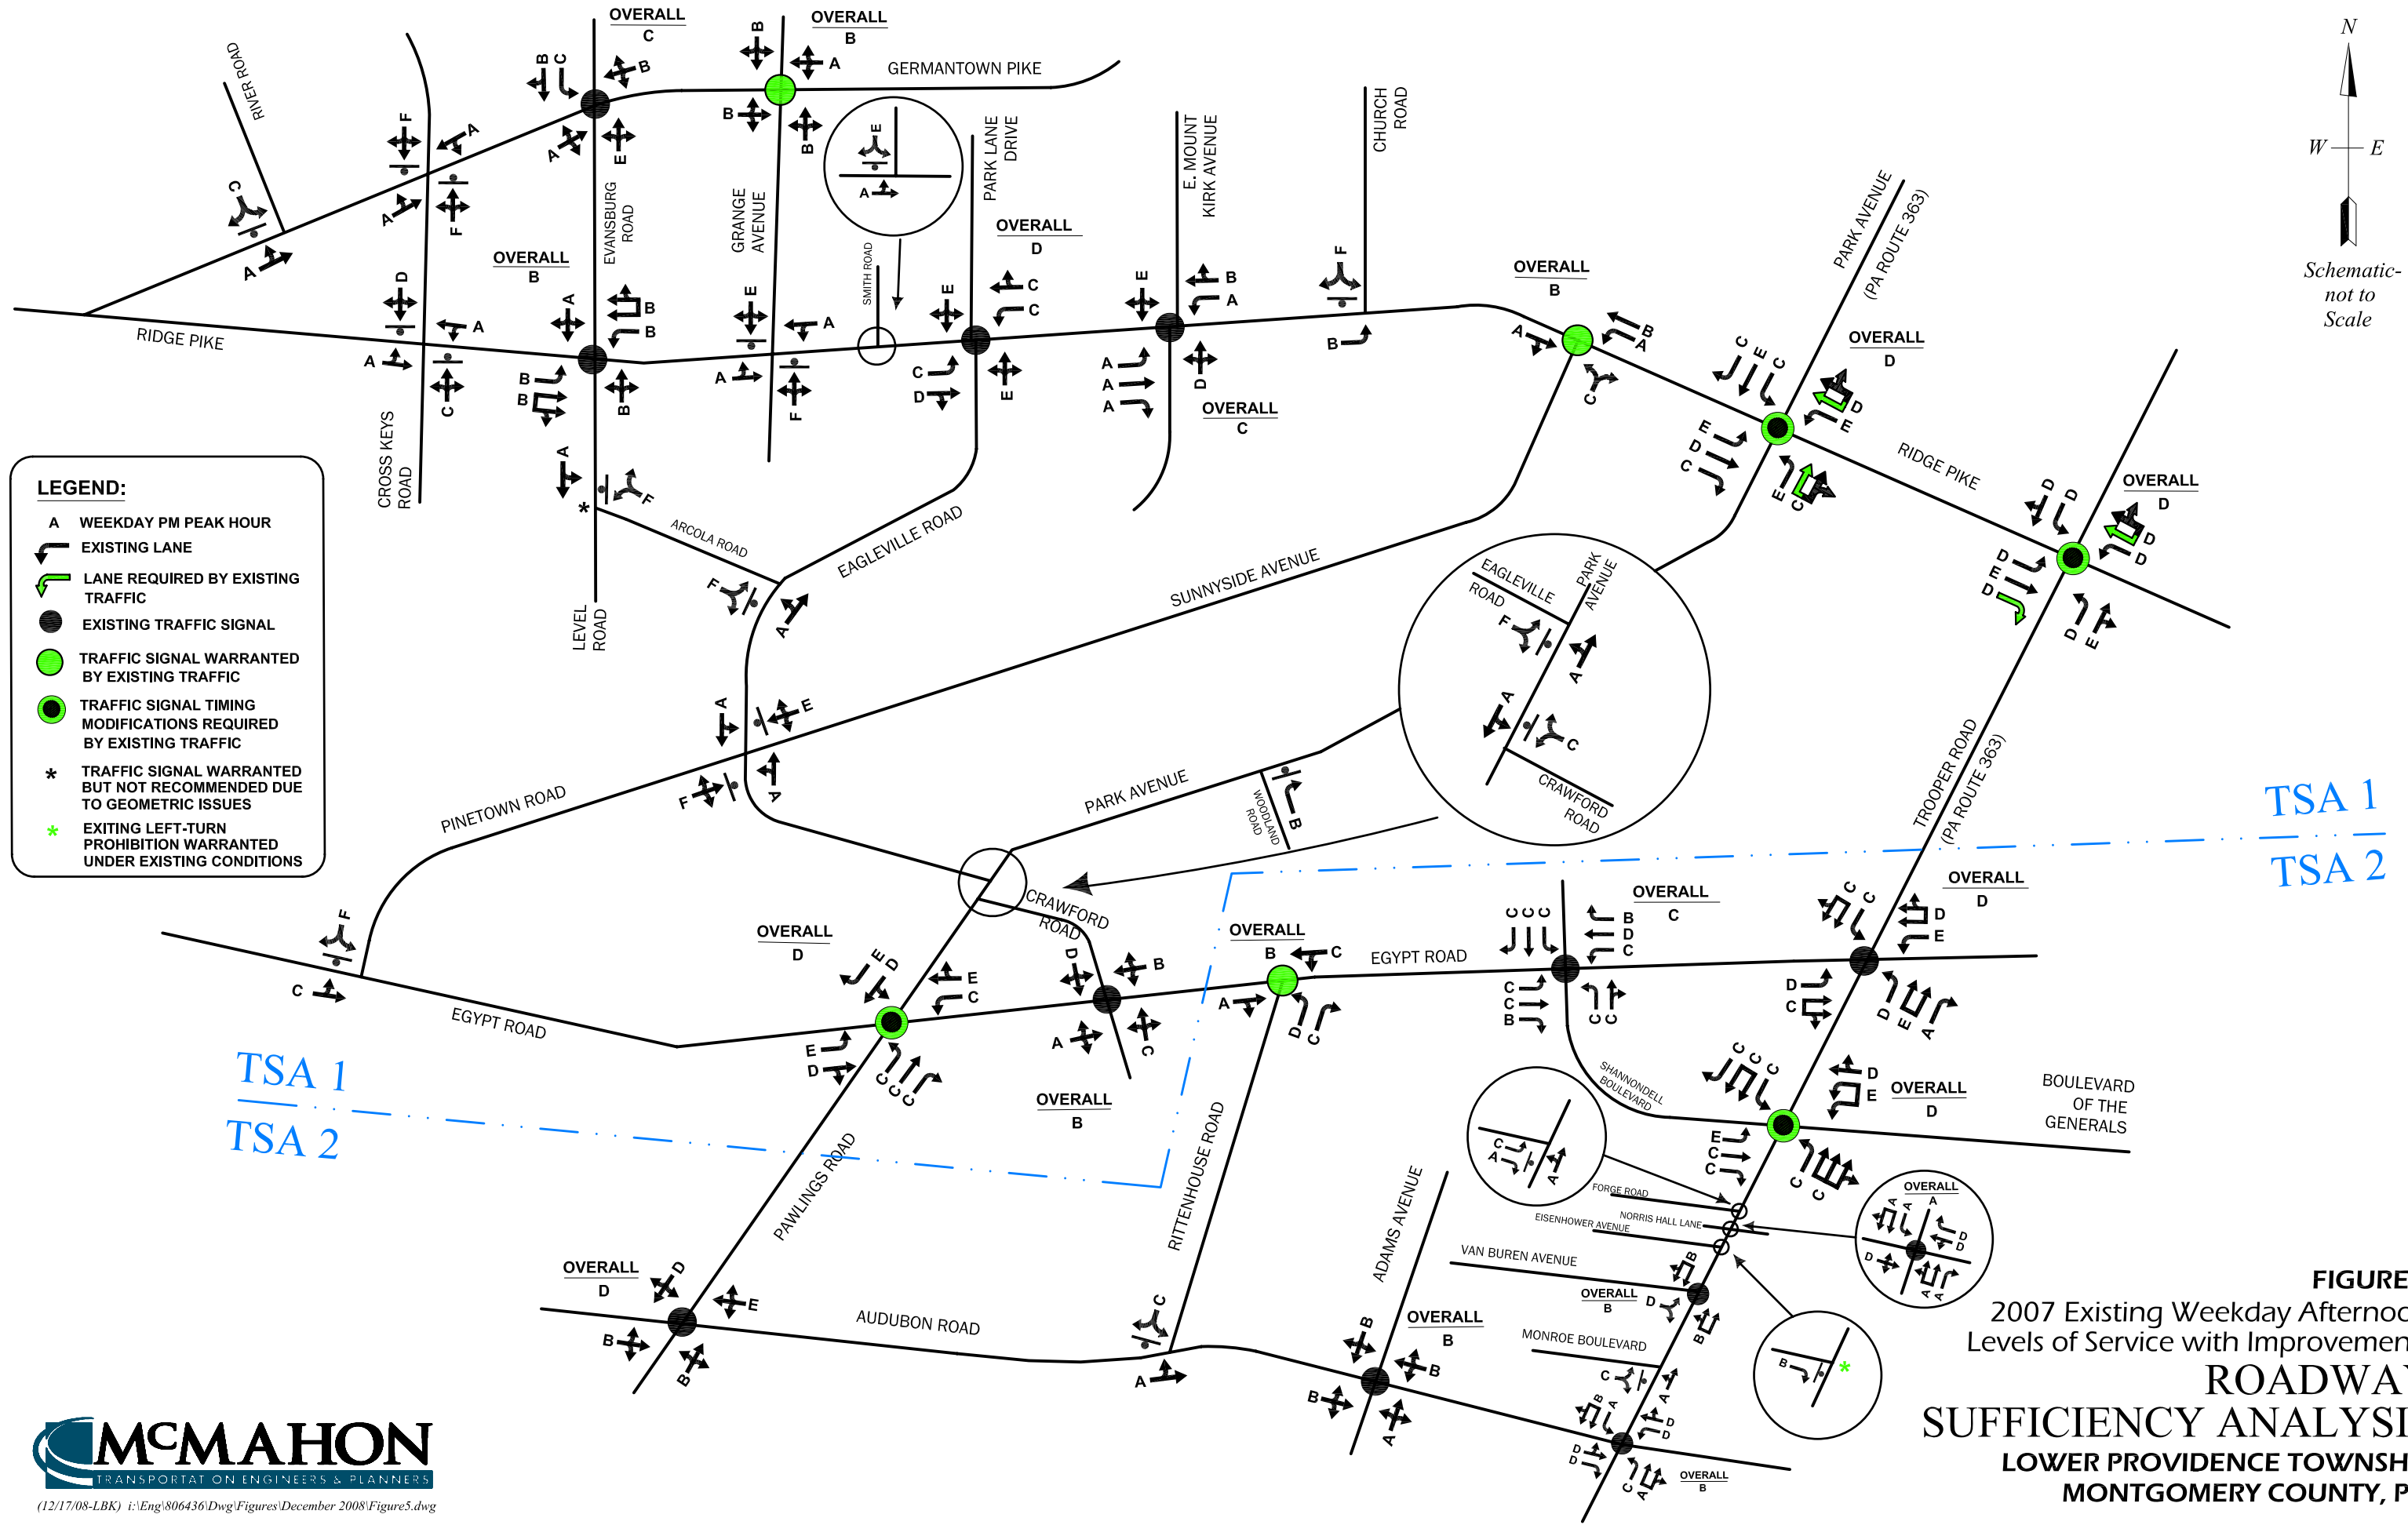 OVERALL
C
OVERALL
B
N
W
E
Schematic-
not to
Scale
RIVER ROAD
GERMANTOWN PIKE
B
C
B
B
A
A
E
B
B
F
A
A
F
C
A
E
A
EVANSBURG
ROAD
GRANGE
AVENUE
SMITH ROAD
PARK LANE
DRIVE
E. MOUNT
KIRK AVENUE
CHURCH
ROAD
PARK AVENUE
(PA ROUTE 363)
RIDGE PIKE
D
A
A
C
CROSS KEYS
ROAD
OVERALL
B
A
B
B
B
B
B
E
A
A
F
OVERALL
D
E
C
C
C
D
E
E
B
A
A
A
A
D
OVERALL
C
F
B
OVERALL
B
A
B
A
C
OVERALL
D
C
E
C
D
E
E
D
C
E
C
RIDGE PIKE
OVERALL
D
D
D
D
D
D
E
D
D
E
LEGEND:
A WEEKDAY PM PEAK HOUR
EXISTING LANE
LANE REQUIRED BY EXISTING
TRAFFIC
EXISTING TRAFFIC SIGNAL
TRAFFIC SIGNAL WARRANTED
BY EXISTING TRAFFIC
TRAFFIC SIGNAL TIMING
MODIFICATIONS REQUIRED
BY EXISTING TRAFFIC
* TRAFFIC SIGNAL WARRANTED
BUT NOT RECOMMENDED DUE
TO GEOMETRIC ISSUES
* EXITING LEFT-TURN
PROHIBITION WARRANTED
UNDER EXISTING CONDITIONS
A
F
*
ARCOLA ROAD
LEVEL
ROAD
EAGLEVILLE ROAD
F
A
SUNNYSIDE AVENUE
A
E
F
A
PINETOWN ROAD
EAGLEVILLE
ROAD
PARK
AVENUE
F
A
A
C
CRAWFORD
ROAD
PARK AVENUE
WOODLAND
ROAD
B
TROOPER ROAD
(PA ROUTE 363)
TSA 1
TSA 2
F
C
EGYPT ROAD
CRAWFORD
ROAD
OVERALL
D
E
D
E
C
E
D
C
C
C
D
B
A
C
OVERALL
B
OVERALL
B
C
A
D
C
EGYPT ROAD
OVERALL
C
C
C
C
B
D
C
C
C
B
C
C
OVERALL
D
C
C
D
E
D
C
D
E
A
TSA 1
TSA 2
SHANNONDELL
BOULEVARD
C
C
C
D
E
OVERALL
D
E
C
C
C
C
BOULEVARD
OF THE
GENERALS
PAWLINGS ROAD
RITTENHOUSE ROAD
ADAMS AVENUE
C
A
A
FORGE ROAD
NORRIS HALL LANE
EISENHOWER AVENUE
VAN BUREN AVENUE
OVERALL
A
A
A
D
D
D
A
A
B
OVERALL
B
D
B
MONROE BOULEVARD
C
A
B
*
OVERALL
D
D
E
B
B
AUDUBON ROAD
C
A
B
OVERALL
B
B
B
A
B
A
D
D
D
D
C
A
OVERALL
B
FIGURE
2007 Existing Weekday Afternoo
Levels of Service with Improvemen
ROADWAY
SUFFICIENCY ANALYSI
LOWER PROVIDENCE TOWNSH
MONTGOMERY COUNTY, P
MCMAHON
TRANSPORTAT ON ENGINEERS & PLANNERS
(12/17/08-LBK) i:\Eng\806436\Dwg\Figures\December 2008\Figure5.dwg